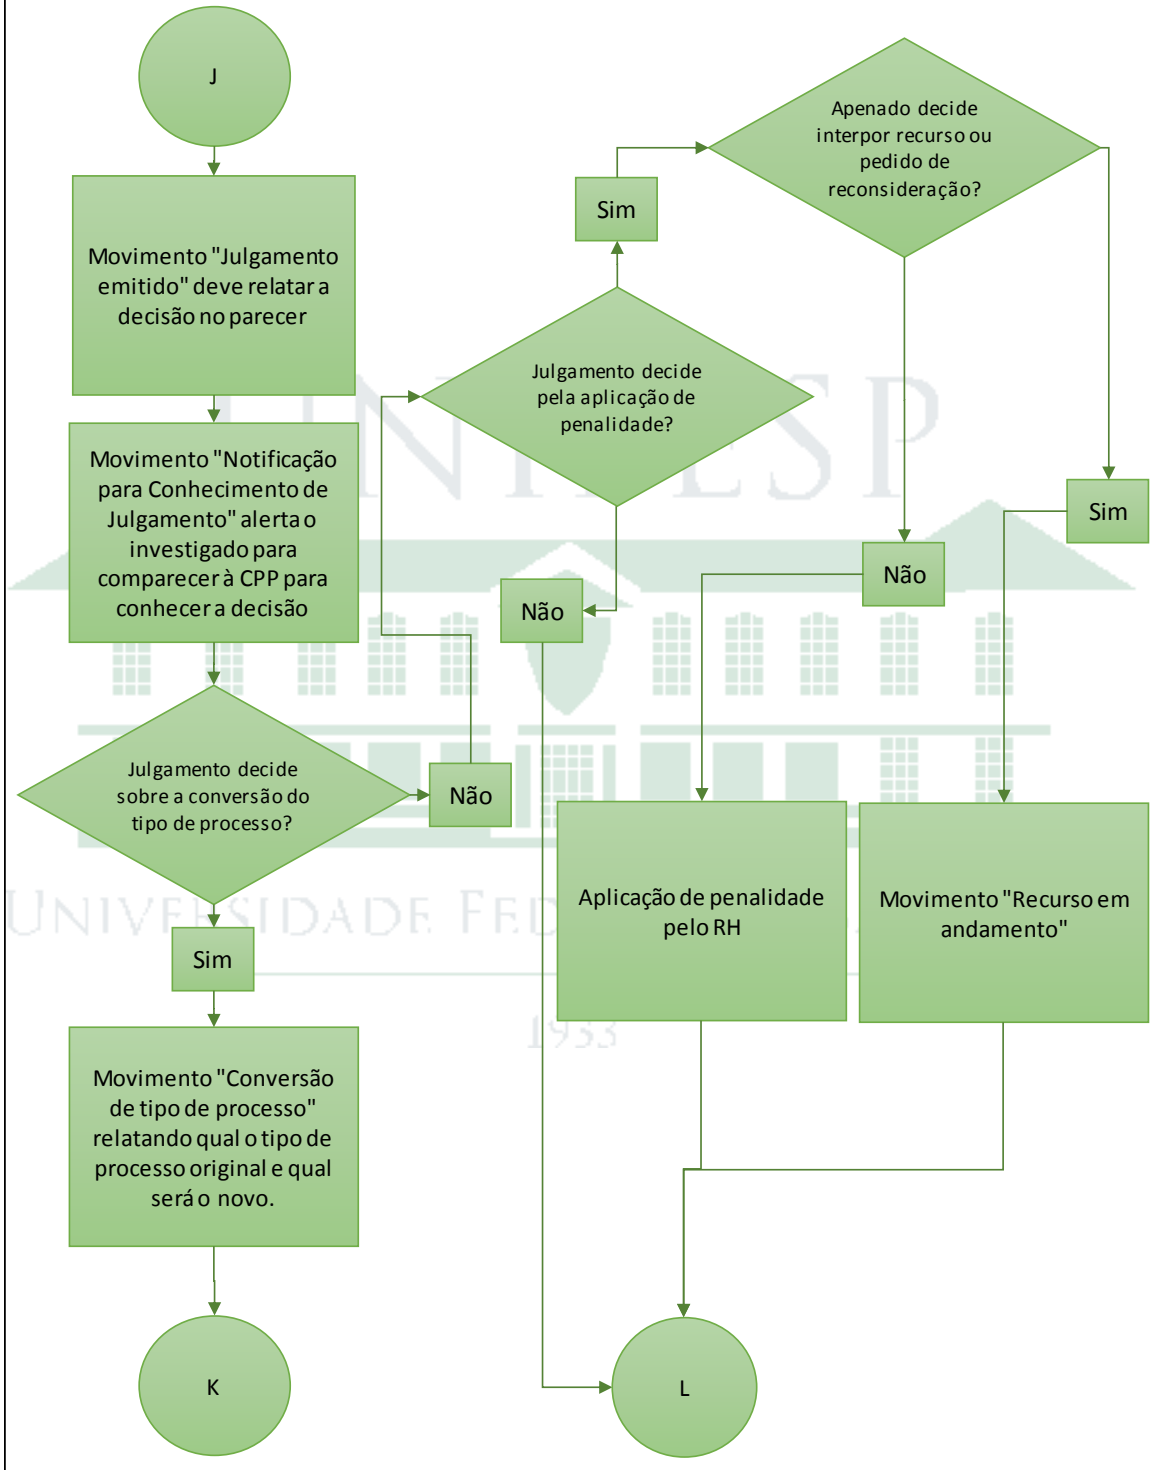 J
Movimento "Julgamento
emitido" deve relatar a
decisão no parecer
Movimento "Notificação
para Conhecimento de
Julgamento" alerta o
investigado para
comparecer à CPP para
conhecer a decisão
Julgamento decide
sobre a conversão do
tipo de processo?
Não
Sim
Movimento "Conversão
de tipo de processo"
relatando qual o tipo de
processo original e qual
será o novo.
K
Julgamento decide
pela aplicação de
penalidade?
Sim
Não
Apenado decide
interpor recurso ou
pedido de
reconsideração?
Sim
Não
Aplicação de penalidade
pelo RH
Movimento "Recurso em
andamento"
L
UNIVERSIDADE FED
1933